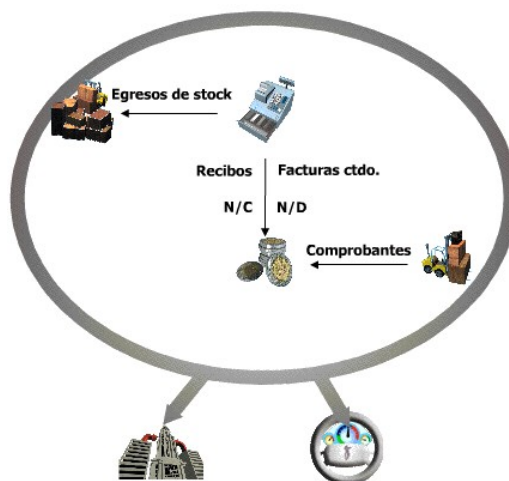 Egresos de stock
Recibos Facturas ctdo.
N/C N/D
Comprobantes